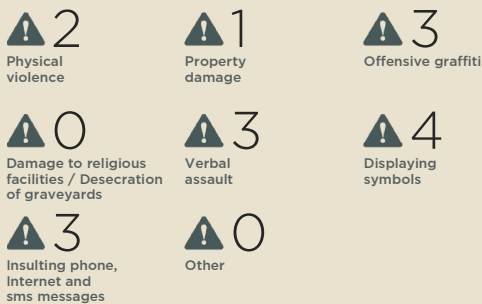 2
Physical
violence
1
Property
damage
3
Offensive graffiti
0
Damage to religious
facilities / Desecration
of graveyards
3
Verbal
assault
4
Displaying
symbols
3
Insulting phone,
Internet and
sms messages
0
Other